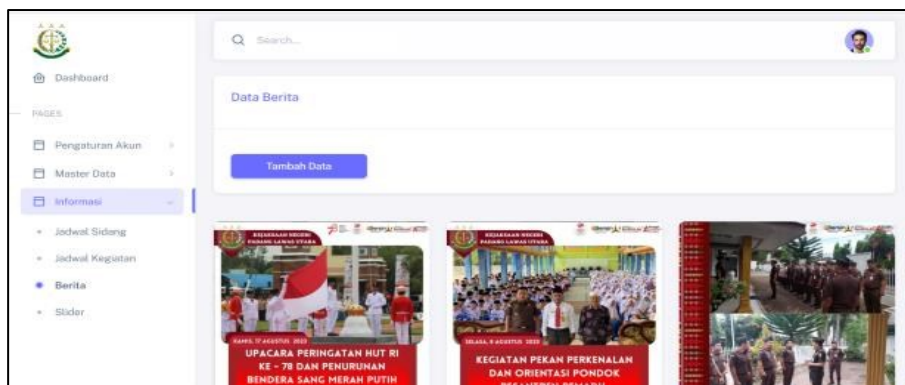 Search...
Dashboard
PAGES
Pengaturan Akun
Master Data
Informasi
Jadwal Sidang
Jadwal Kegiatan
Berita
Slider
Data Berita
Tambah Data
KEJAKSAAN NEGERI
PADANG LAWAS UTARA
KAMIS, 17 AGUSTUS 2023
UPACARA PERINGATAN HUT RI
KE - 78 DAN PENURUNAN
BENDERA SANG MERAH PUTIH
KEJAKSAAN NEGERI
PADANG LAWAS UTARA
SELASA, 8 AGUSTUS 2023
KEGIATAN PEKAN PERKENALAN
DAN ORIENTASI PONDOK